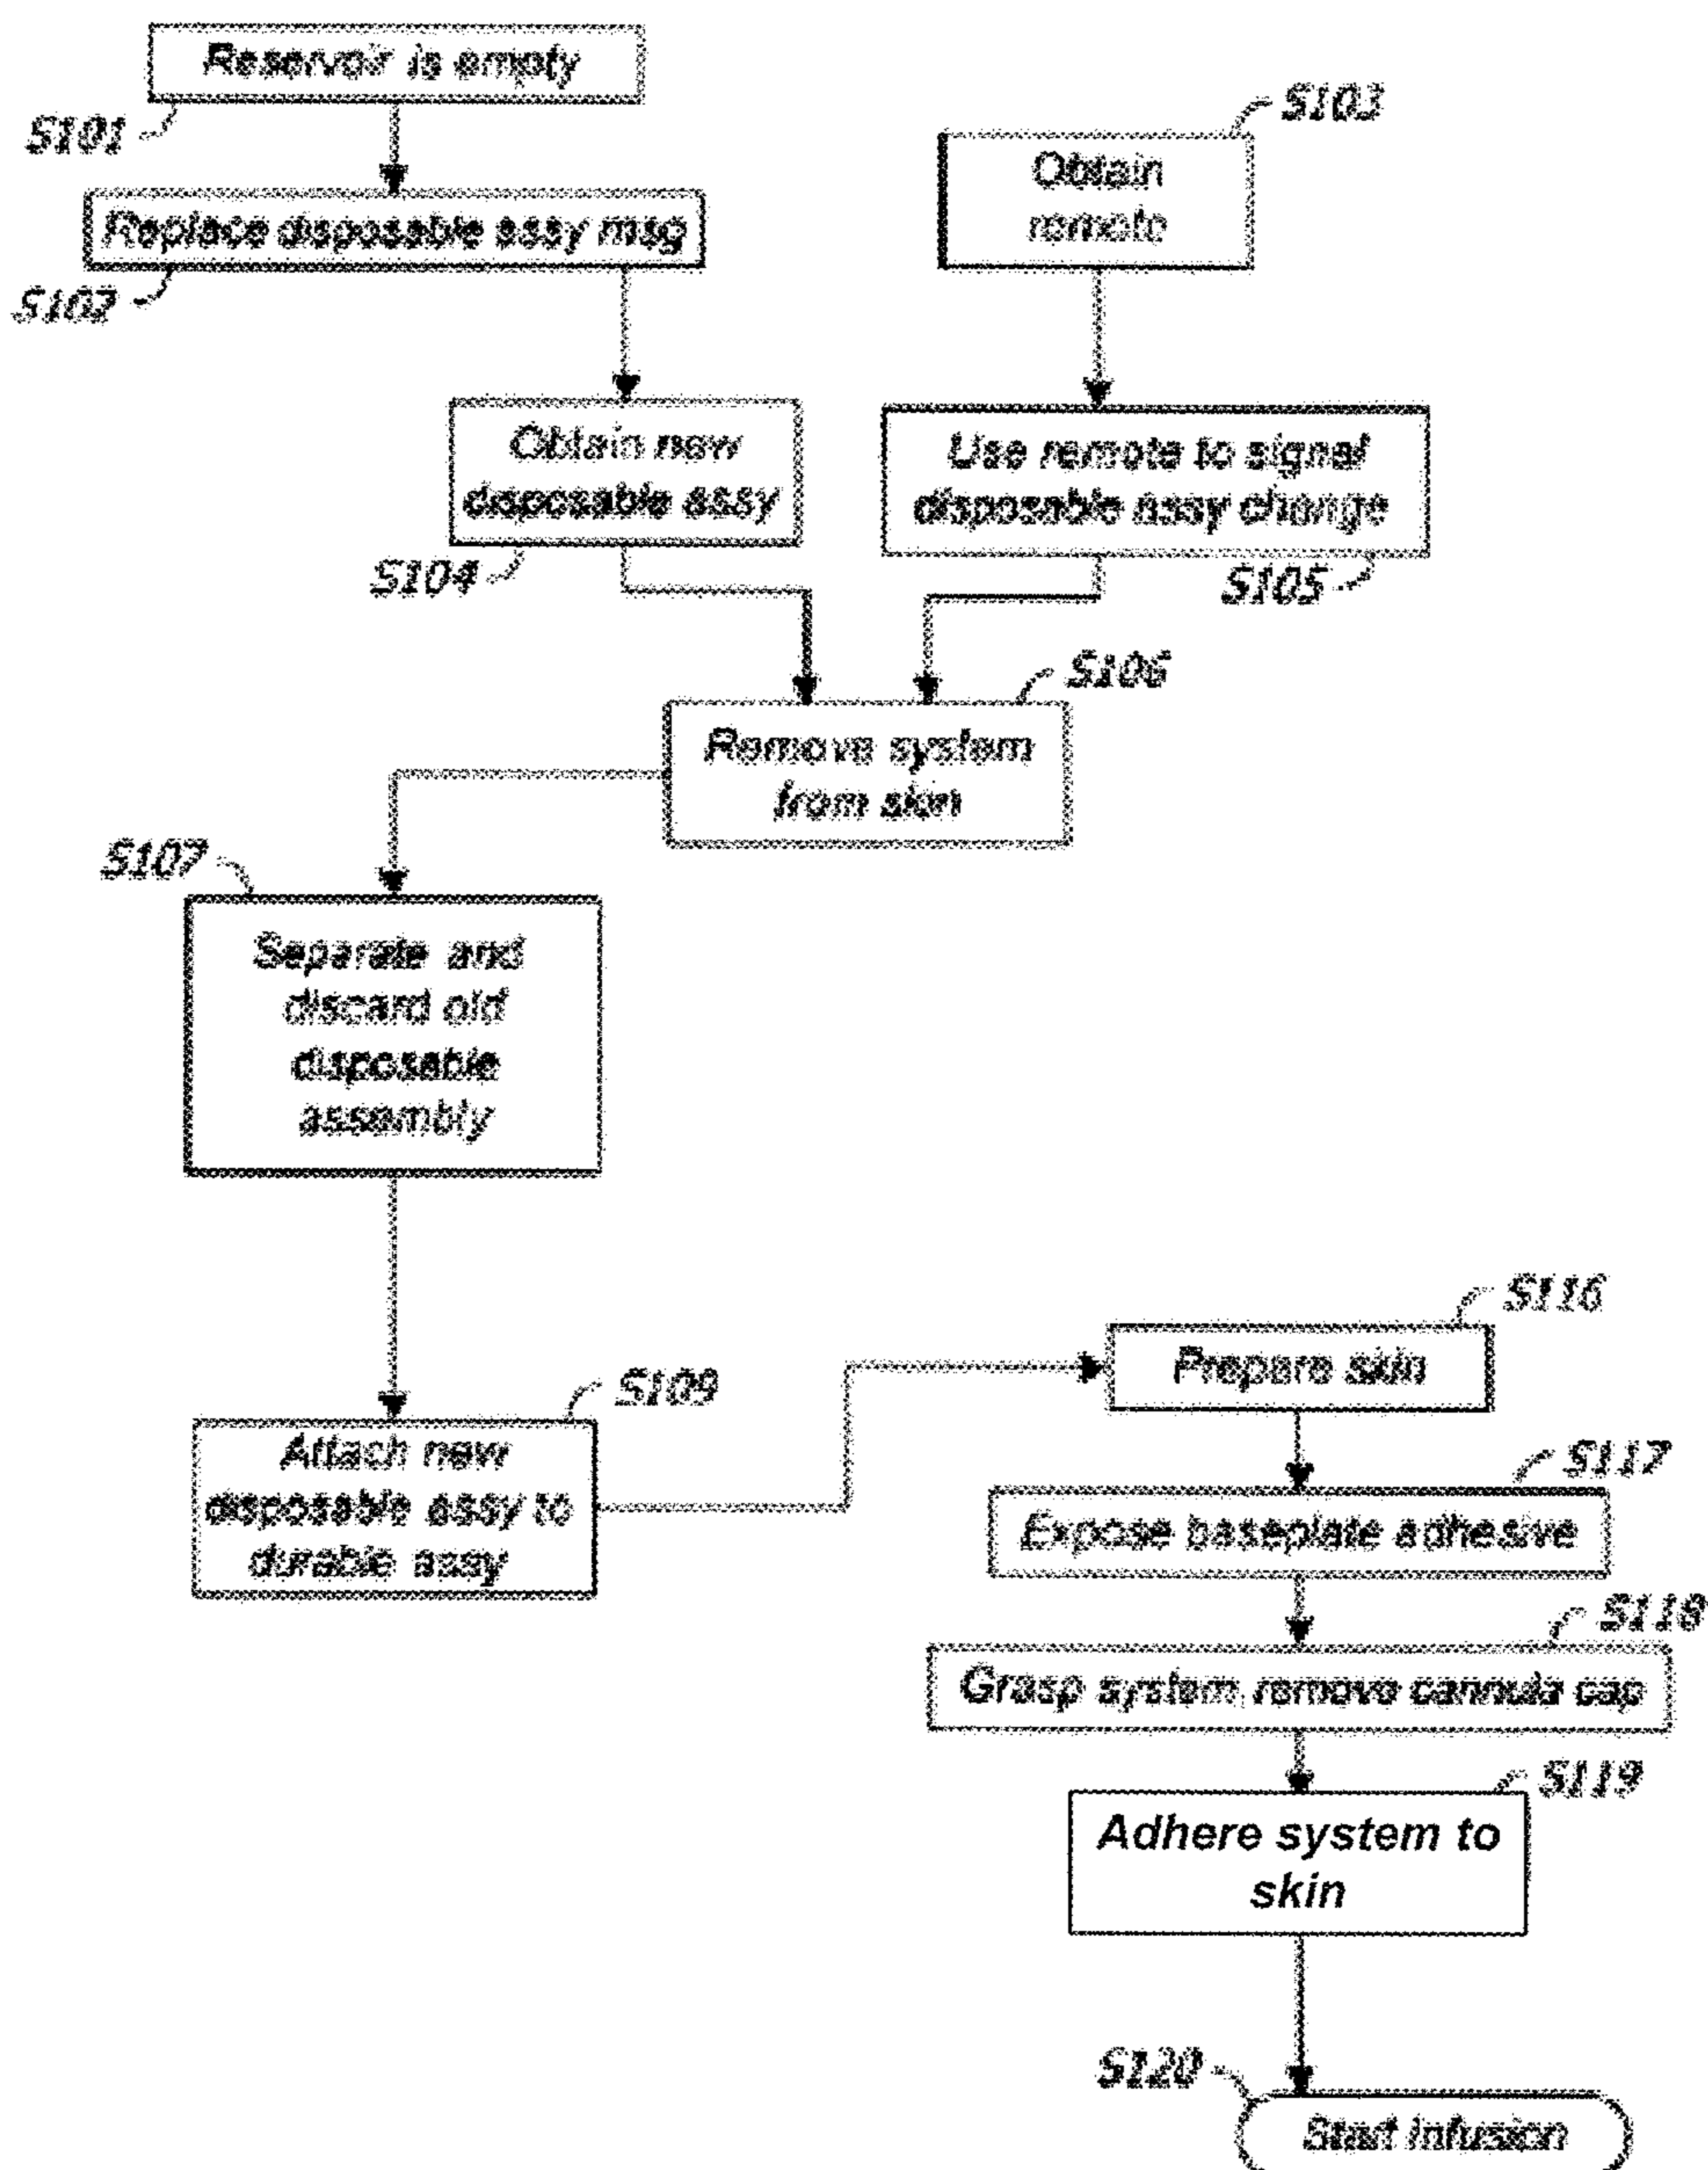 Reservoir is empty
S101
S103
Obtain
remote
Replace disposable assy msg
S102
Obtain new
disposable assy
S104
Use remote to signal
disposable assy change
S105
S106
Remove system
from skin
S107
Separate and
discard old
disposable
assembly
S109
Attach new
disposable assy to
durable assy
S116
Prepare skin
S117
Expose baseplate adhesive
S118
Grasp system, remove cannula cap
S119
Adhere system to
skin
S120
Start infusion